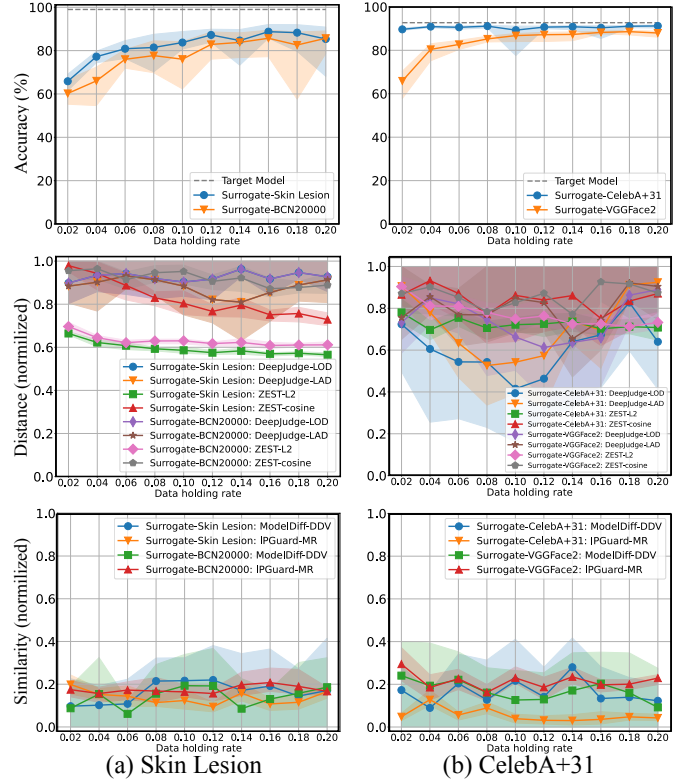 100
80
60
40
20
0
Accuracy (%)
Target Model
Surrogate-Skin Lesion
Surrogate-BCN20000
0.02 0.04 0.06 0.08 0.10 0.12 0.14 0.16 0.18 0.20
Data holding rate
100
80
60
40
20
0
Target Model
Surrogate-CelebA+31
Surrogate-VGGFace2
0.02 0.04 0.06 0.08 0.10 0.12 0.14 0.16 0.18 0.20
Data holding rate
1.0
0.8
0.6
0.4
0.2
0.0
Distance (normalized)
Surrogate-Skin Lesion: DeepJudge-LOD
Surrogate-Skin Lesion: DeepJudge-LAD
Surrogate-Skin Lesion: ZEST-L2
Surrogate-Skin Lesion: ZEST-cosine
Surrogate-BCN20000: DeepJudge-LOD
Surrogate-BCN20000: DeepJudge-LAD
Surrogate-BCN20000: ZEST-L2
Surrogate-BCN20000: ZEST-cosine
0.02 0.04 0.06 0.08 0.10 0.12 0.14 0.16 0.18 0.20
Data holding rate
1.0
0.8
0.6
0.4
0.2
0.0
Surrogate-CelebA+31: DeepJudge-LOD
Surrogate-CelebA+31: DeepJudge-LAD
Surrogate-CelebA+31: ZEST-L2
Surrogate-CelebA+31: ZEST-cosine
Surrogate-VGGFace2: DeepJudge-LOD
Surrogate-VGGFace2: DeepJudge-LAD
Surrogate-VGGFace2: ZEST-L2
Surrogate-VGGFace2: ZEST-cosine
0.02 0.04 0.06 0.08 0.10 0.12 0.14 0.16 0.18 0.20
Data holding rate
1.0
0.8
0.6
0.4
0.2
0.0
Similarity (normalized)
Surrogate-Skin Lesion: ModelDiff-DDV
Surrogate-Skin Lesion: IPGuard-MR
Surrogate-BCN20000: ModelDiff-DDV
Surrogate-BCN20000: IPGuard-MR
0.02 0.04 0.06 0.08 0.10 0.12 0.14 0.16 0.18 0.20
Data holding rate
1.0
0.8
0.6
0.4
0.2
0.0
Surrogate-CelebA+31: ModelDiff-DDV
Surrogate-CelebA+31: IPGuard-MR
Surrogate-VGGFace2: ModelDiff-DDV
Surrogate-VGGFace2: IPGuard-MR
0.02 0.04 0.06 0.08 0.10 0.12 0.14 0.16 0.18 0.20
Data holding rate
(a) Skin Lesion
(b) CelebA+31